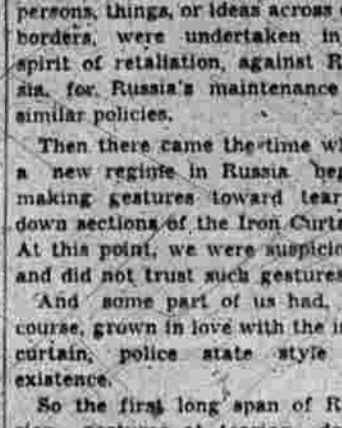 persons, things, or ideas across
borders, were undertaken in
spirit of retaliation, against R
sia, for Russia's maintenance
similar policies.
Then there came the time wh
a new regime in Russia beg
making gestures toward tear
down sections of the Iron Curta
At this point, we were suspicio
and did not trust such gestures
And some part of us had,
course, grown in love with the i
curtain, police state style
existence.
So the first long span of R